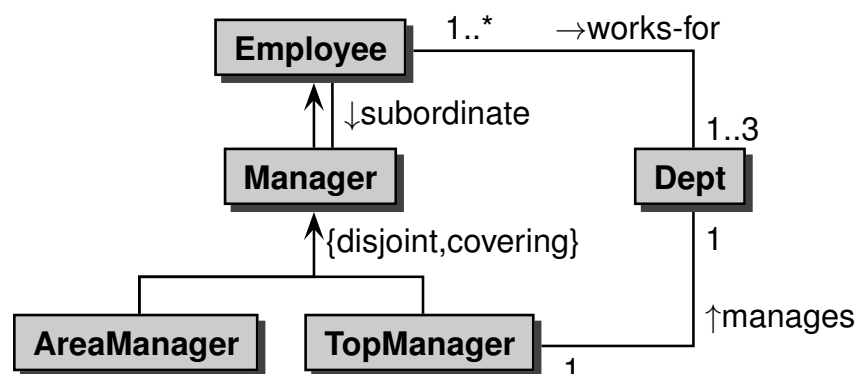 Employee
1..*
→works-for
↓subordinate
1..3
Manager
Dept
{disjoint,covering}
1
↑manages
AreaManager
TopManager
1